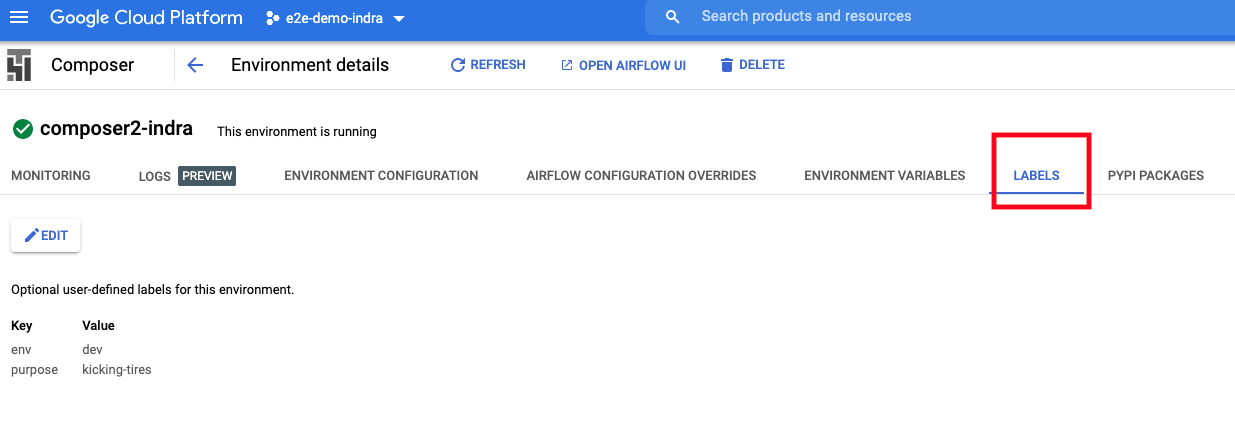 Google Cloud Platform e2e-demo-indra Search products and resources
Composer Environment details REFRESH OPEN AIRFLOW UI DELETE
composer2-indra This environment is running
MONITORING LOGS PREVIEW ENVIRONMENT CONFIGURATION AIRFLOW CONFIGURATION OVERRIDES ENVIRONMENT VARIABLES LABELS PYPI PACKAGES
EDIT
Optional user-defined labels for this environment.
Key Value
env dev
purpose kicking-tires